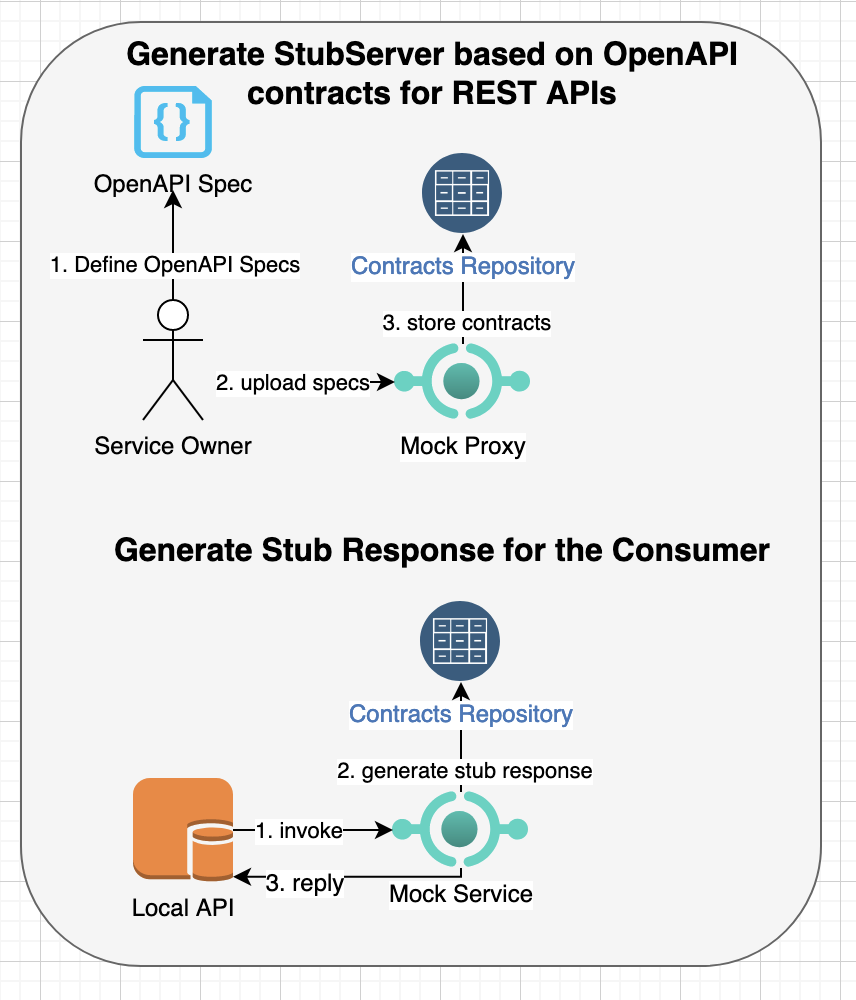 Generate StubServer based on OpenAPI
contracts for REST APIs
{}
OpenAPI Spec
1. Define OpenAPI Specs
Contracts Repository
3. store contracts
2. upload specs
Service Owner
Mock Proxy
Generate Stub Response for the Consumer
Contracts Repository
2. generate stub response
1. invoke
3. reply
Mock Service
Local API